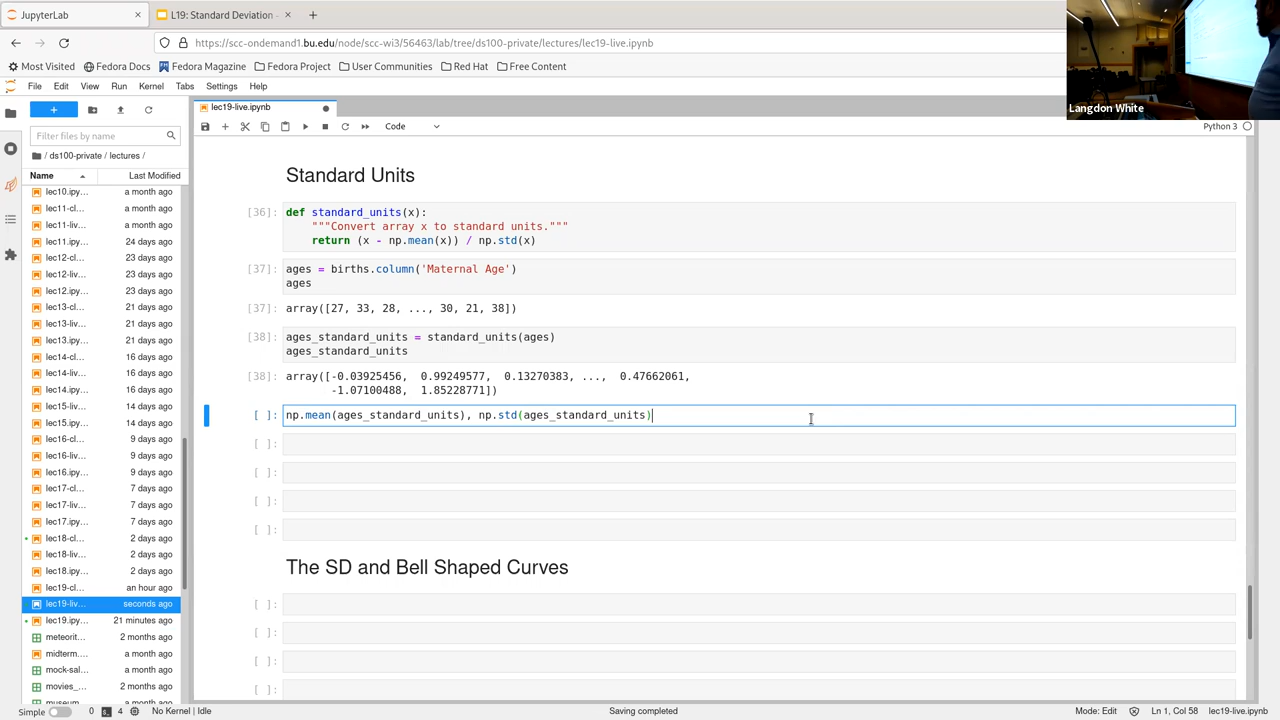 JupyterLab
L19: Standard Deviation -
https://scc-ondemand1.bu.edu/node/scc-wi3/56463/lab/tree/ds100-private/lectures/lec19-live.ipynb
Most Visited Fedora Docs Fedora Magazine Fedora Project User Communities Red Hat Free Content
Langdon White
File Edit View Run Kernel Tabs Settings Help
lec19-live.ipynb
Code
Python 3
Filter files by name
/ ds100-private / lectures /
Name Last Modified
lec10.ipy... a month ago
lec11-cl... a month ago
lec11-liv... a month ago
lec11.ipy... 24 days ago
lec12-cl... 23 days ago
lec12-liv... 23 days ago
lec12.ipy... 23 days ago
lec13-cl... 21 days ago
lec13-liv... 21 days ago
lec13.ipy... 21 days ago
lec14-cl... 16 days ago
lec14-liv... 16 days ago
lec14.ipy... 16 days ago
lec15-liv... 14 days ago
lec15.ipy... 14 days ago
lec16-cl... 9 days ago
lec16-liv... 9 days ago
lec16.ipy... 9 days ago
lec17-cl... 7 days ago
lec17-liv... 7 days ago
lec17.ipy... 7 days ago
lec18-cl... 2 days ago
lec18-liv... 2 days ago
lec18.ipy... 2 days ago
lec19-cl... an hour ago
lec19-liv... seconds ago
lec19.ipy... 21 minutes ago
meteorit... 2 months ago
midterm.... a month ago
mock-sal... a month ago
movies_... 2 months ago
museum... a month ago
Standard Units
[36]: def standard_units(x):
"""Convert array x to standard units."""
return (x - np.mean(x)) / np.std(x)
[37]: ages = births.column('Maternal Age')
ages
[37]: array([27, 33, 28, ..., 30, 21, 38])
[38]: ages_standard_units = standard_units(ages)
ages_standard_units
[38]: array([-0.03925456, 0.99249577, 0.13270383, ..., 0.47662061,
-1.07100488, 1.85228771])
[ ]: np.mean(ages_standard_units), np.std(ages_standard_units)
[ ]:
[ ]:
[ ]:
[ ]:
The SD and Bell Shaped Curves
[ ]:
[ ]:
[ ]:
[ ]:
Simple 0 4 No Kernel | Idle Saving completed Mode: Edit Ln 1, Col 58 lec19-live.ipynb